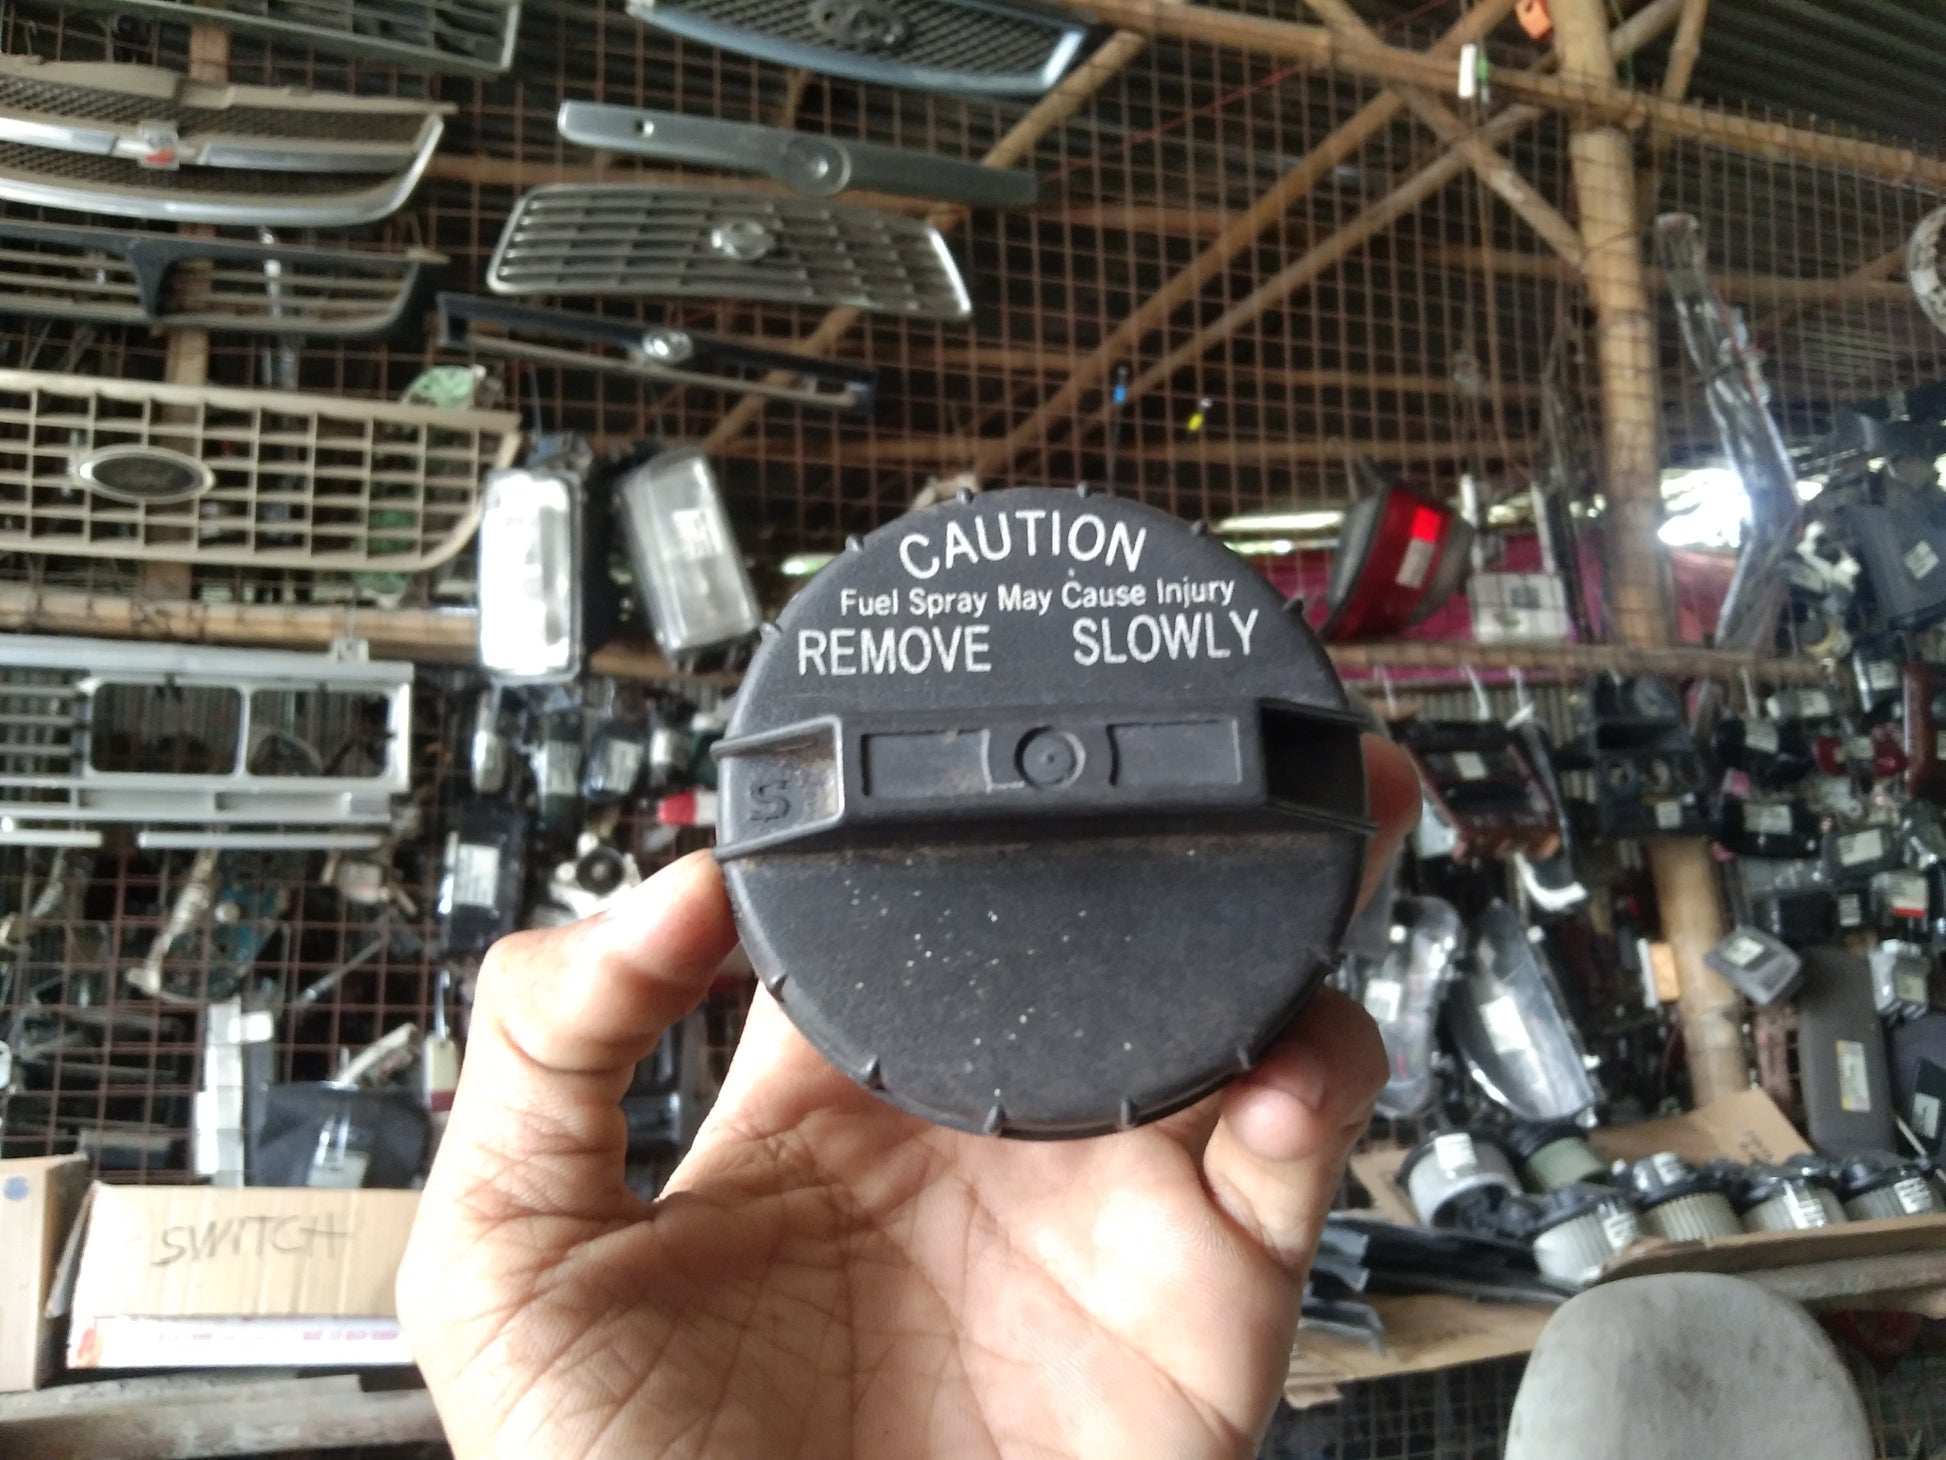 CAUTION
Fuel Spray May Cause Injury
REMOVE SLOWLY
S
SWITCH